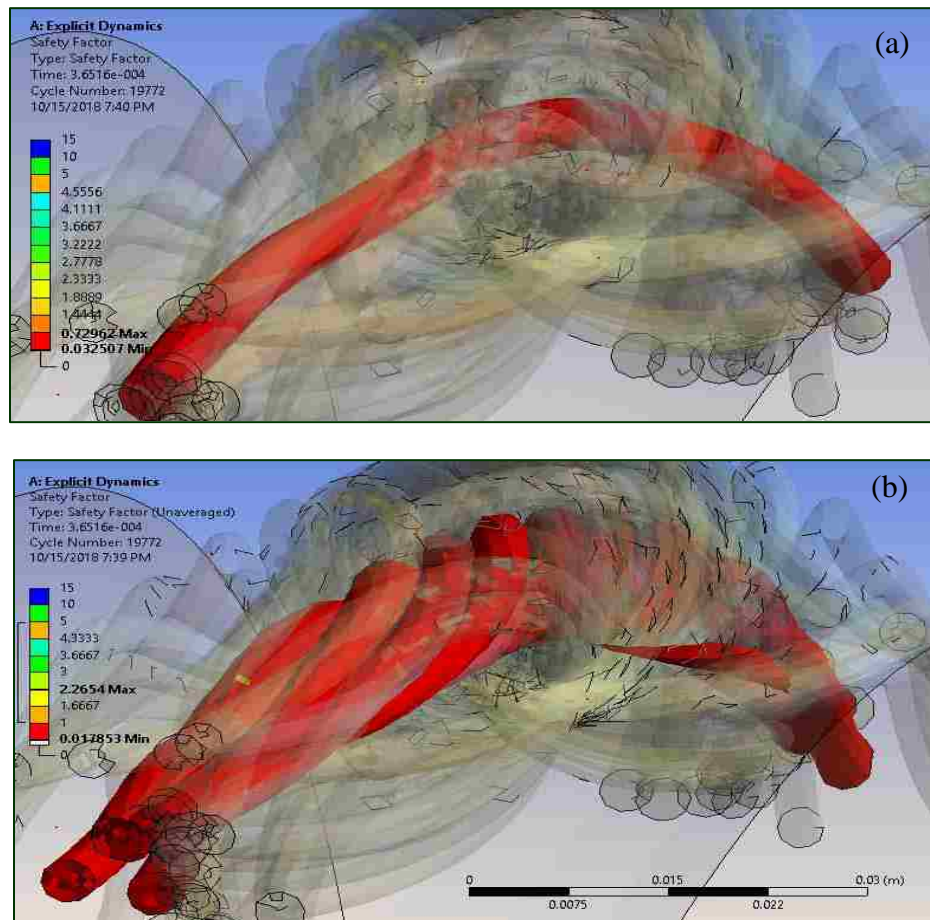 A: Explicit Dynamics
(a)
Safety Factor
Type: Safety Factor
Time: 3.6516e-004
Cycle Number: 19772
10/15/2018 7:40 PM
15
10
5
4.5556
4.1111
3.6667
3.2222
2.7778
2.3333
1.8889
1.4444
0.72962 Max
0.032507 Min
0
A: Explicit Dynamics
(b)
Safety Factor
Type: Safety Factor (Unaveraged)
Time: 3.6516e-004
Cycle Number: 19772
10/15/2018 7:39 PM
15
10
5
4.3333
3.6667
3
2.2654 Max
1.6667
1
0.017853 Min
0
0 0.015 0.03 (m)
0.0075 0.022